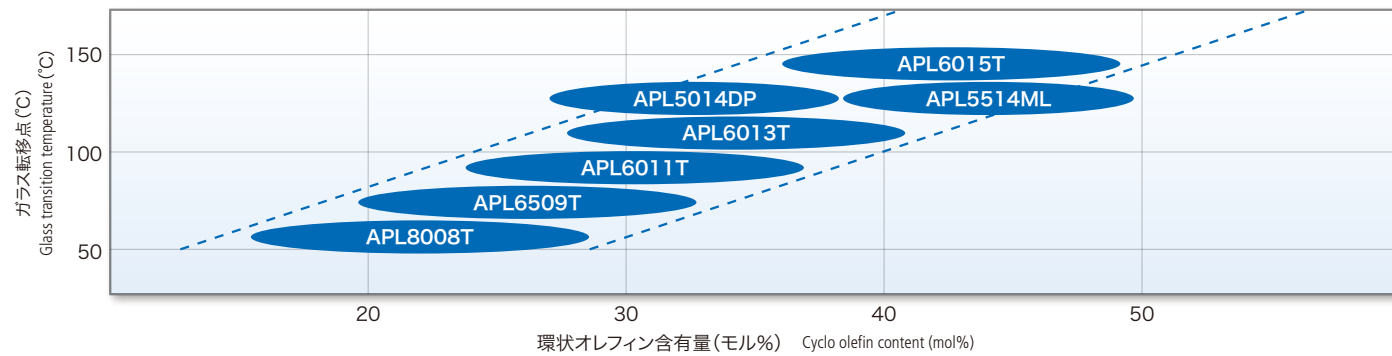 ガラス転移点(℃)
Glass transition temperature(℃)
150
100
50
APL6015T
APL5014DP
APL5514ML
APL6013T
APL6011T
APL6509T
APL8008T
20
30
40
50
環状オレフィン含有量(モル%) Cyclo olefin content (mol%)